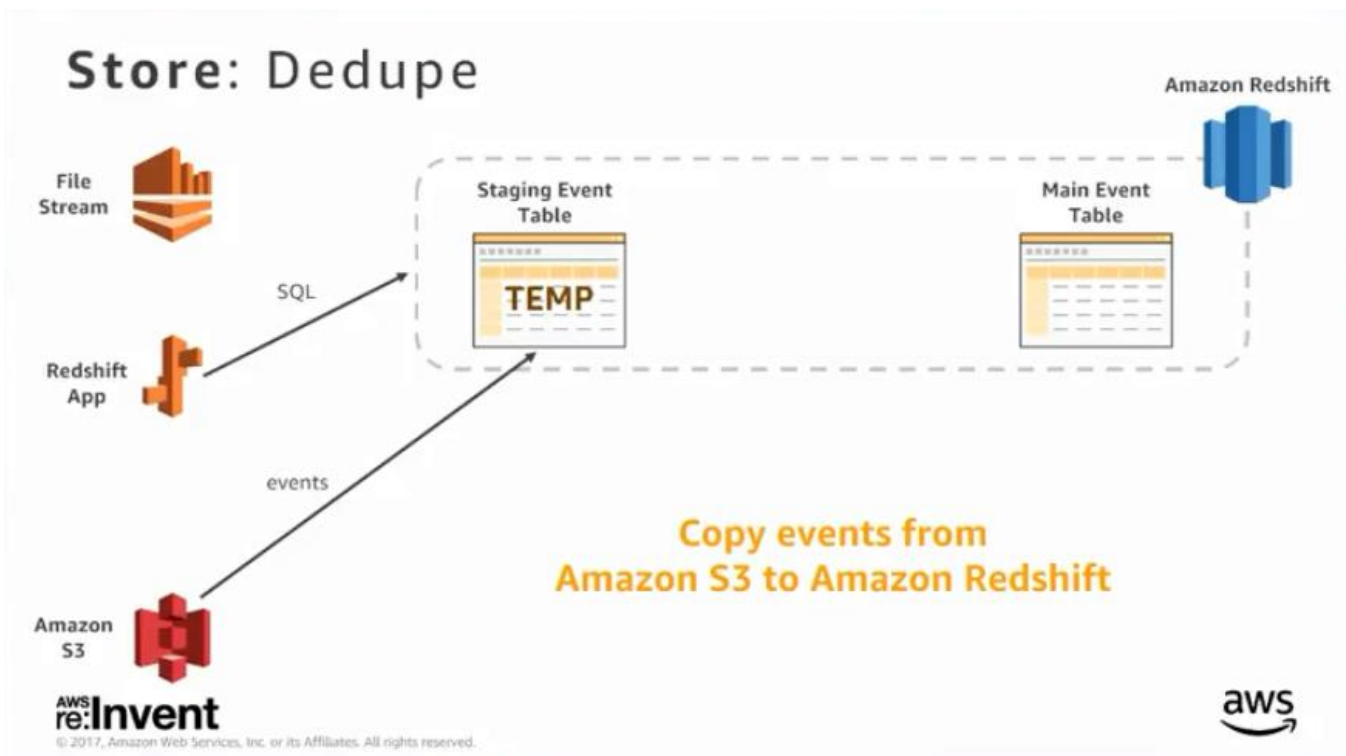 Store: Dedupe
Amazon Redshift
File
Stream
Staging Event
Table
Main Event
Table
TEMP
SQL
Redshift
App
events
Copy events from
Amazon S3 to Amazon Redshift
Amazon
S3
AWS
re:Invent
aws
© 2017, Amazon Web Services, Inc. or its Affiliates. All rights reserved.